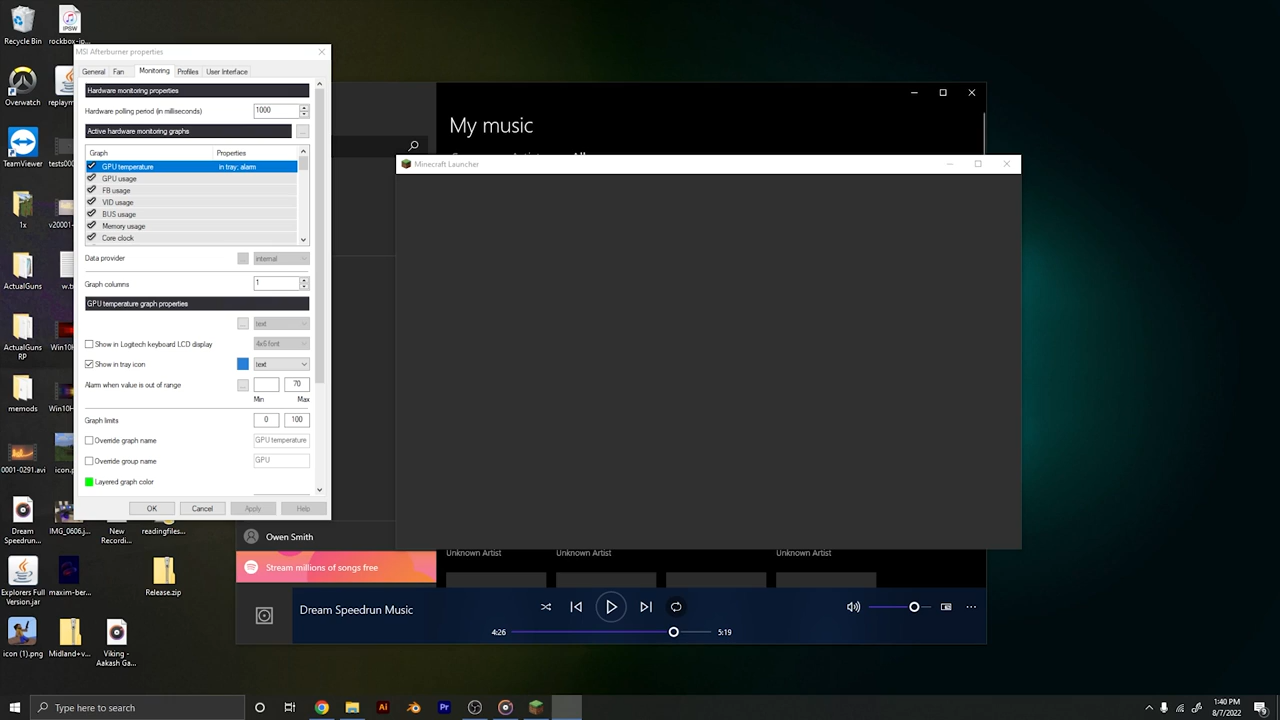 Recycle Bin
rockbox-ip...
Overwatch
replaym
TeamViewer
tests000
1x
v20001-
ActualGuns
w.t
ActualGuns RP
Win10H
memods
Win10H
0001-0291.avi
icon.p
Dream Speedrun...
IMG_0606.j...
New Recordi...
readingfiles...
Explorers Full Version.jar
maxim-ber...
Release.zip
icon (1).png
Midland+v...
Viking - Aakash Ga...
MSI Afterburner properties
General
Fan
Monitoring
Profiles
User Interface
Hardware monitoring properties
Hardware polling period (in milliseconds)
1000
Active hardware monitoring graphs
...
Graph
Properties
GPU temperature
in tray; alarm
GPU usage
FB usage
VID usage
BUS usage
Memory usage
Core clock
Data provider
...
internal
Graph columns
1
GPU temperature graph properties
...
text
Show in Logitech keyboard LCD display
4x6 font
Show in tray icon
text
Alarm when value is out of range
...
70
Min
Max
Graph limits
0
100
Override graph name
GPU temperature
Override group name
GPU
Layered graph color
OK
Cancel
Apply
Help
My music
Minecraft Launcher
Owen Smith
Unknown Artist
Unknown Artist
Unknown Artist
Stream millions of songs free
Dream Speedrun Music
4:26
5:19
Type here to search
1:40 PM
8/7/2022